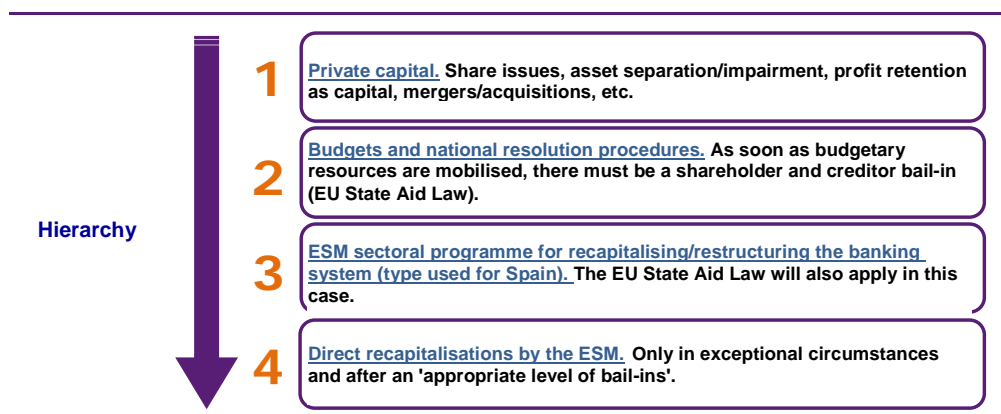 1
Private capital. Share issues, asset separation/impairment, profit retention
as capital, mergers/acquisitions, etc.
2
Budgets and national resolution procedures. As soon as budgetary
resources are mobilised, there must be a shareholder and creditor bail-in
(EU State Aid Law).
Hierarchy
3
ESM sectoral programme for recapitalising/restructuring the banking
system (type used for Spain). The EU State Aid Law will also apply in this
case.
4
Direct recapitalisations by the ESM. Only in exceptional circumstances
and after an 'appropriate level of bail-ins'.